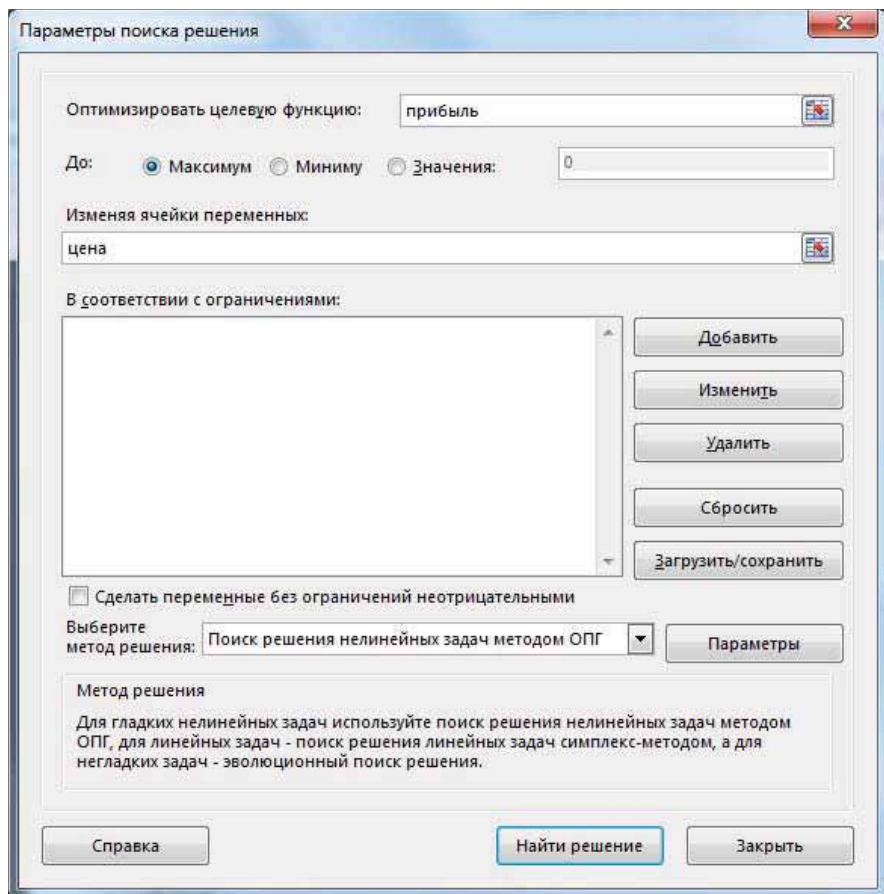 Параметры поиска решения
X
Оптимизировать целевую функцию: прибыль
До: Максимум Миниму Значения: 0
Изменяя ячейки переменных:
цена
В соответствии с ограничениями:
Добавить
Изменить
Удалить
Сбросить
Загрузить/сохранить
Сделать переменные без ограничений неотрицательными
Выберите
метод решения: Поиск решения нелинейных задач методом ОПГ Параметры
Метод решения
Для гладких нелинейных задач используйте поиск решения нелинейных задач методом
ОПГ, для линейных задач - поиск решения линейных задач симплекс-методом, а для
негладких задач - эволюционный поиск решения.
Справка Найти решение Закрыть